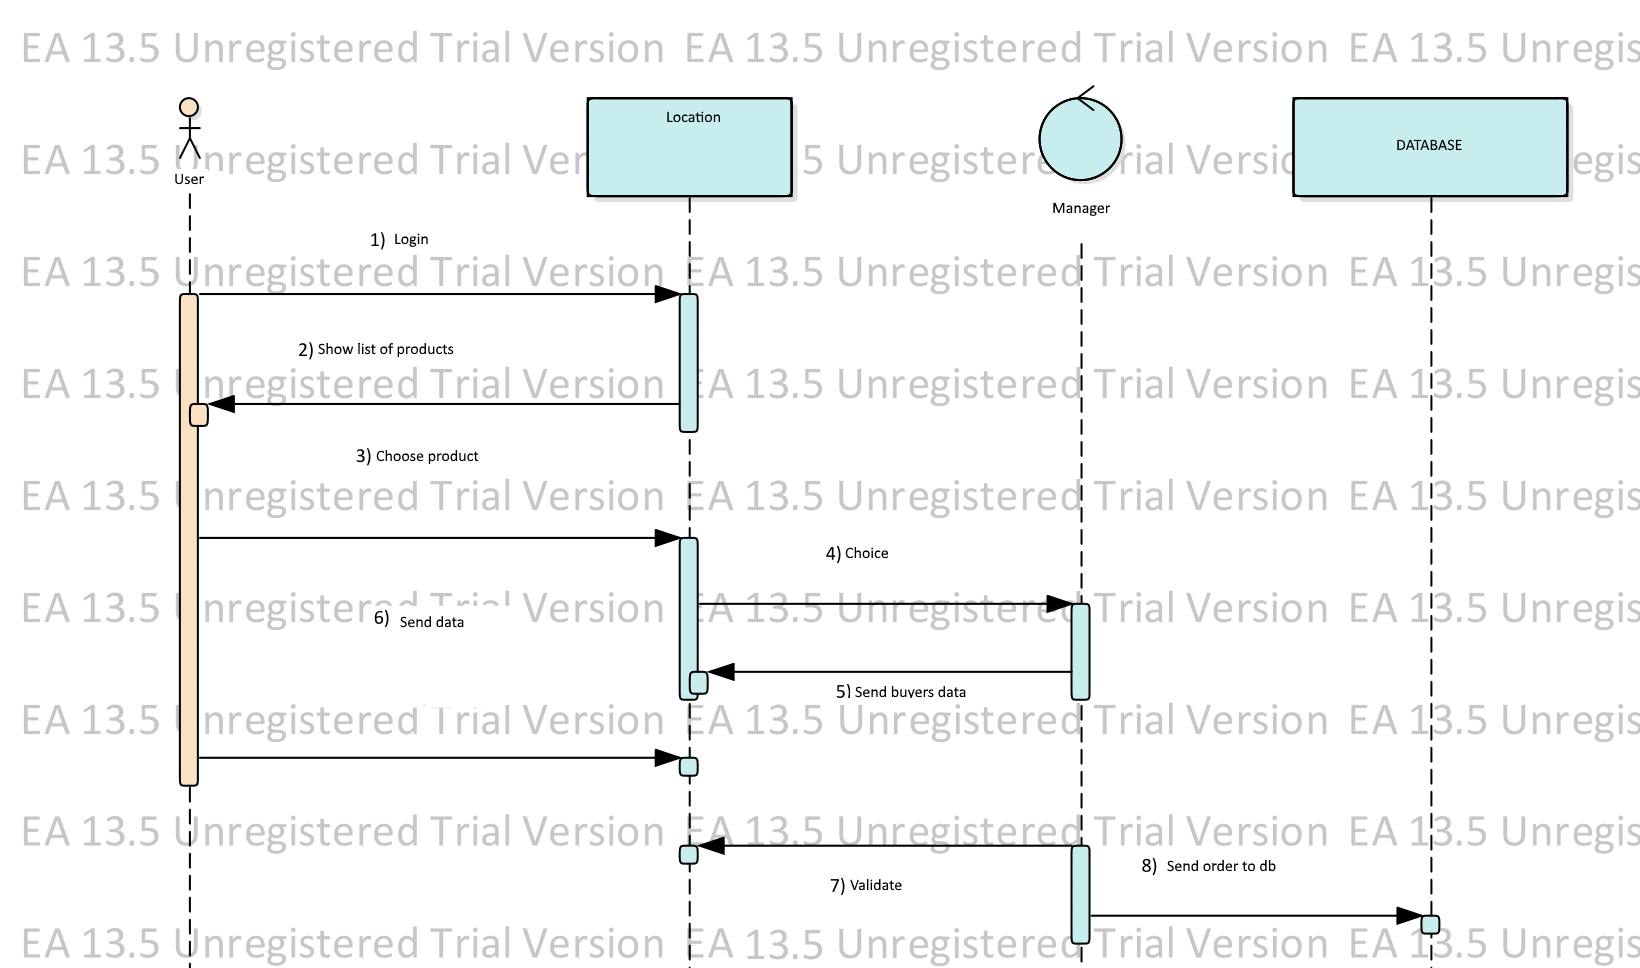 EA 13.5 Unregistered Trial Version EA 13.5 Unregistered Trial Version EA 13.5 Unregis
Location
DATABASE
EA 13.5 Unregistered Trial Ver 5 Unregistered Trial Versio egis
User
Manager
1) Login
EA 13.5 Unregistered Trial Version EA 13.5 Unregistered Trial Version EA 13.5 Unregis
2) Show list of products
EA 13.5 Unregistered Trial Version EA 13.5 Unregistered Trial Version EA 13.5 Unregis
3) Choose product
EA 13.5 Unregistered Trial Version EA 13.5 Unregistered Trial Version EA 13.5 Unregis
4) Choice
EA 13.5 Unregistered Trial Version EA 13.5 Unregistered Trial Version EA 13.5 Unregis
6) Send data
5) Send buyers data
EA 13.5 Unregistered Trial Version EA 13.5 Unregistered Trial Version EA 13.5 Unregis
EA 13.5 Unregistered Trial Version EA 13.5 Unregistered Trial Version EA 13.5 Unregis
8) Send order to db
7) Validate
EA 13.5 Unregistered Trial Version EA 13.5 Unregistered Trial Version EA 13.5 Unregis